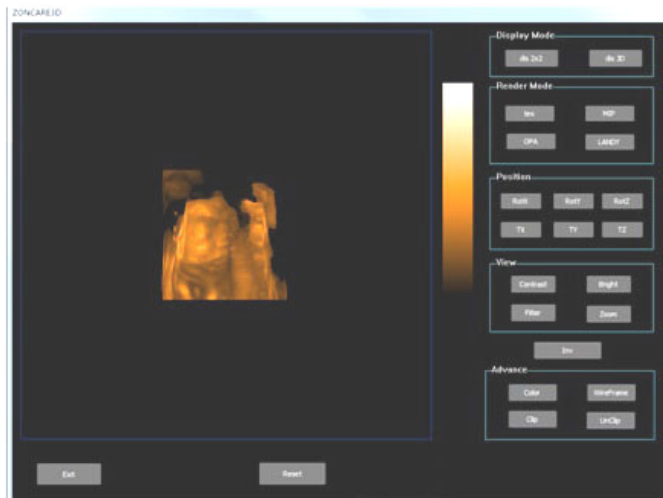 ZONCARE3D
Display Mode
dis 2x2 dis 3D
Render Mode
MIP
OPA LANDY
Position
RotX RotY RotZ
TX TY TZ
View
Contrast Bright
Filter Zoom
Inv
Advance
Color WireFrame
Clip UnClip
Exit Reset